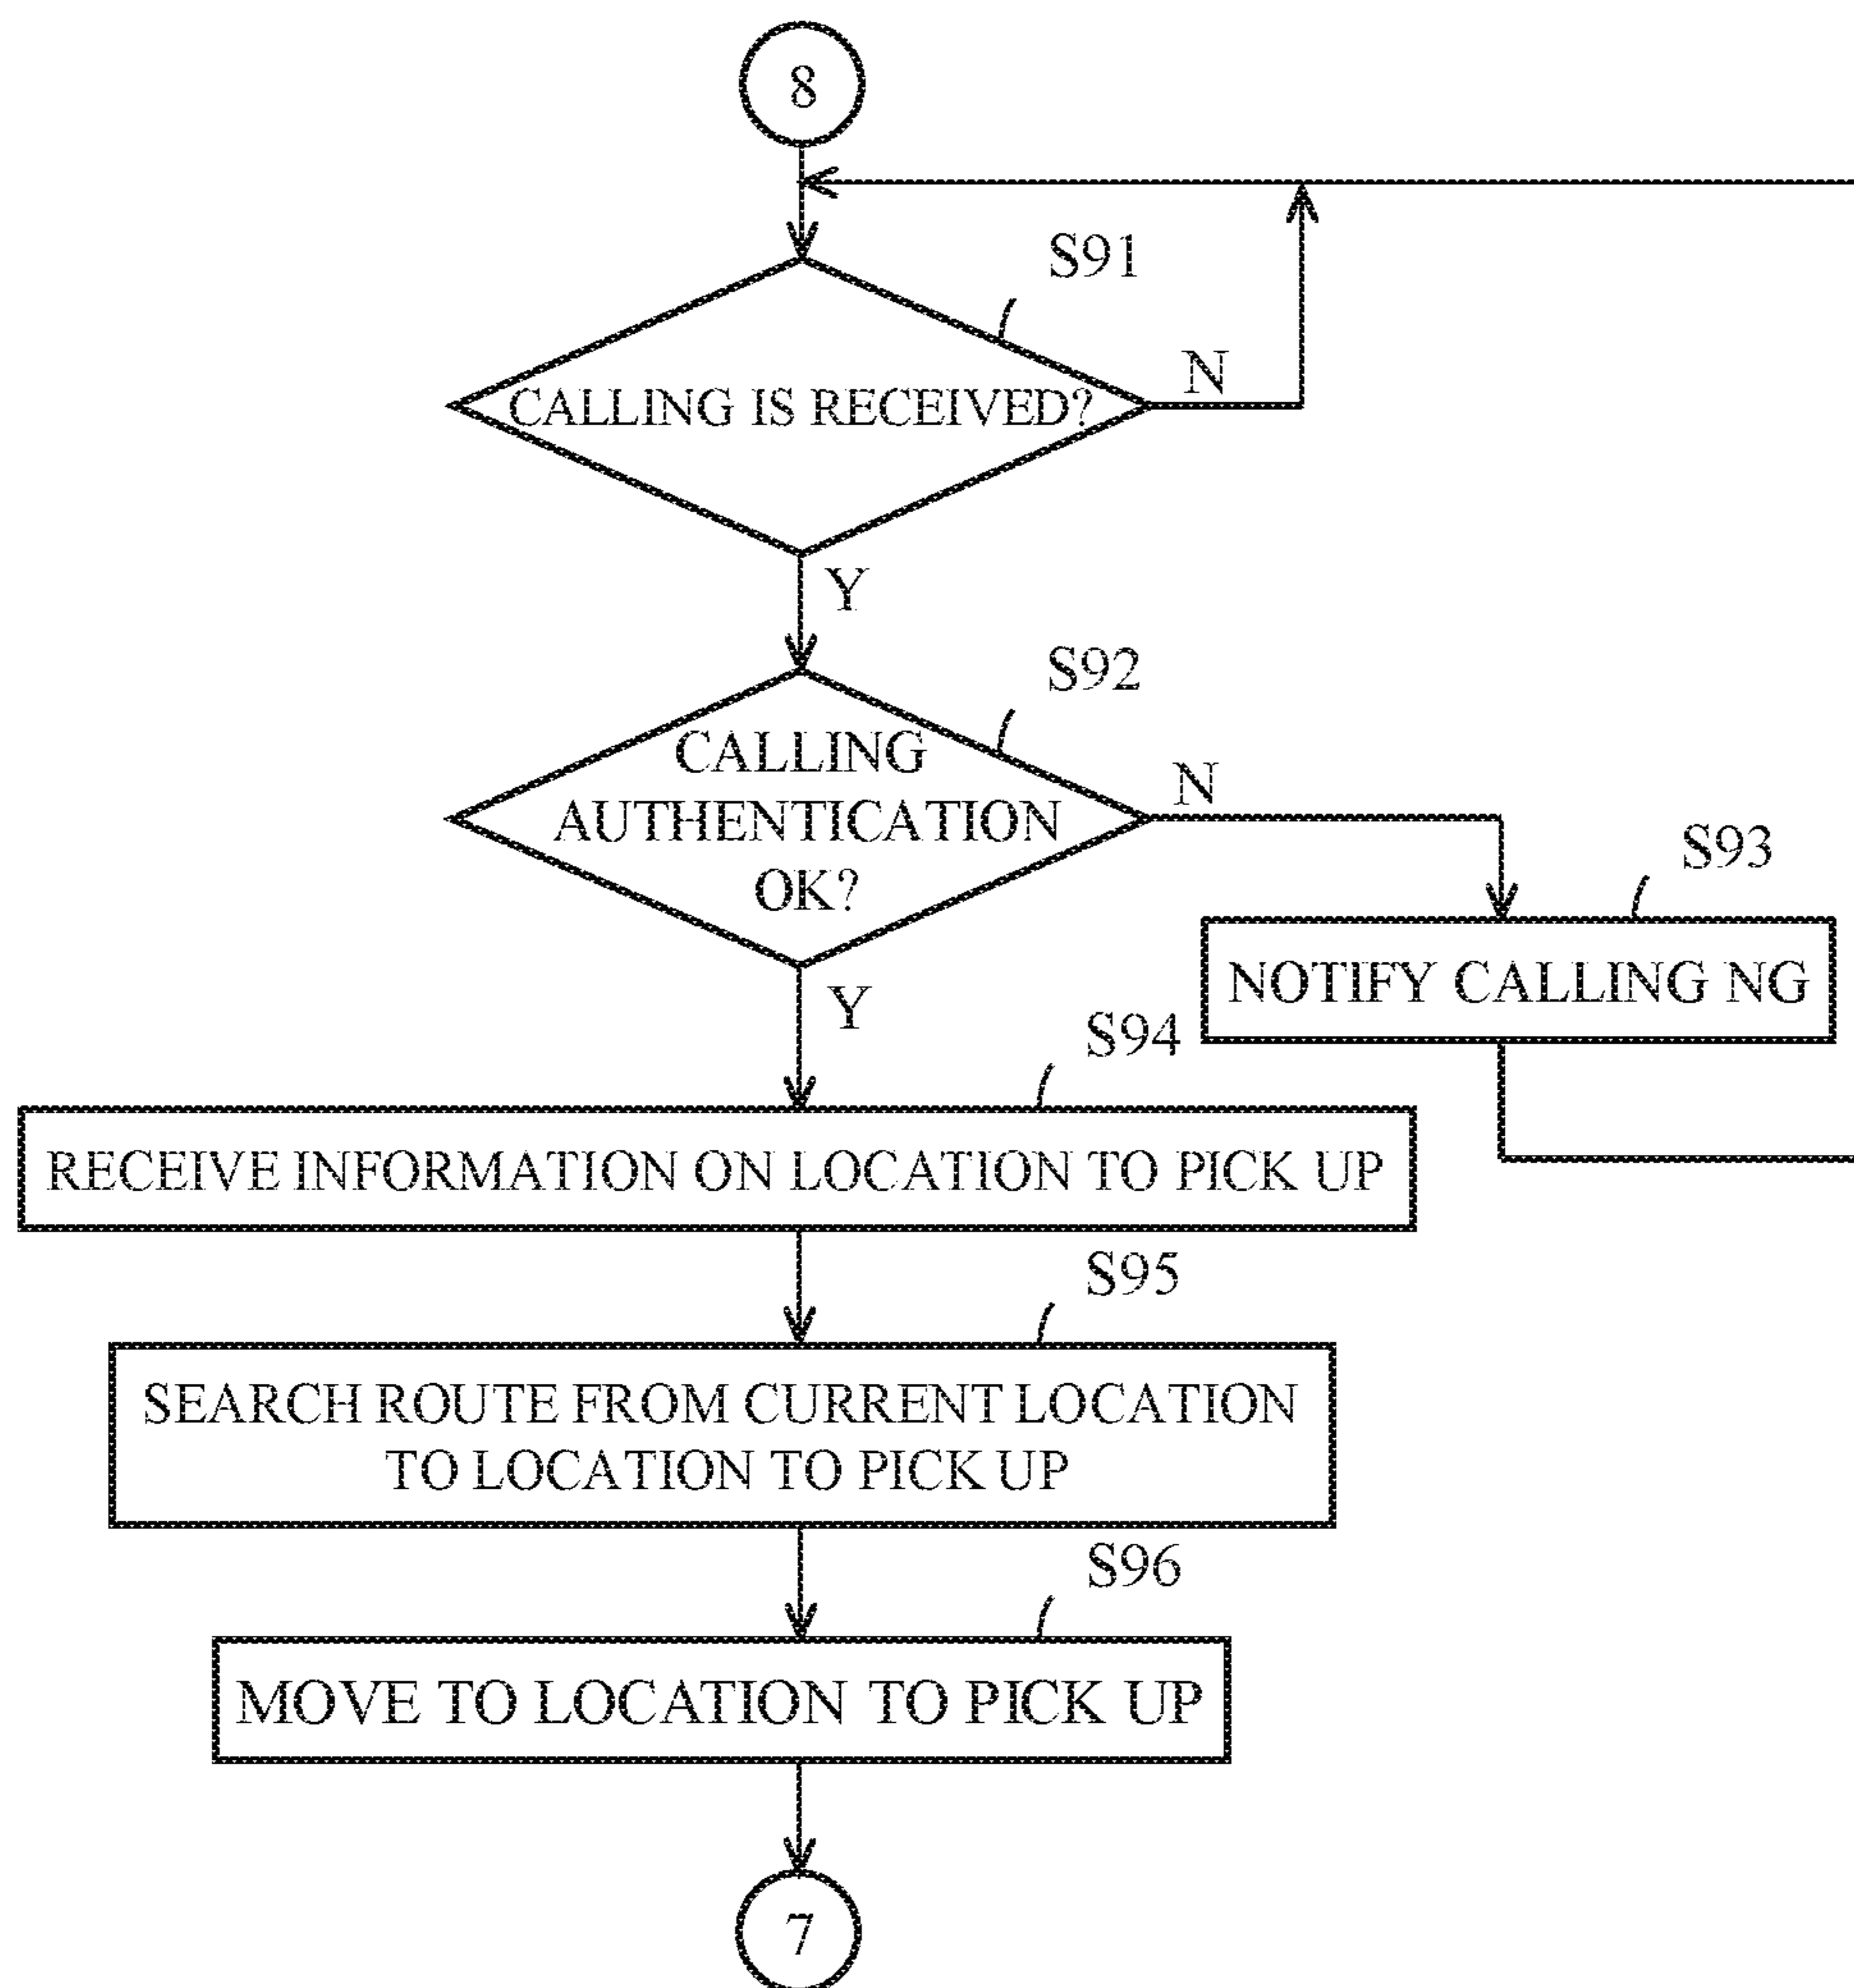 8
S91
CALLING IS RECEIVED?
N
Y
S92
CALLING
AUTHENTICATION
OK?
N
S93
NOTIFY CALLING NG
Y
S94
RECEIVE INFORMATION ON LOCATION TO PICK UP
S95
SEARCH ROUTE FROM CURRENT LOCATION
TO LOCATION TO PICK UP
S96
MOVE TO LOCATION TO PICK UP
7